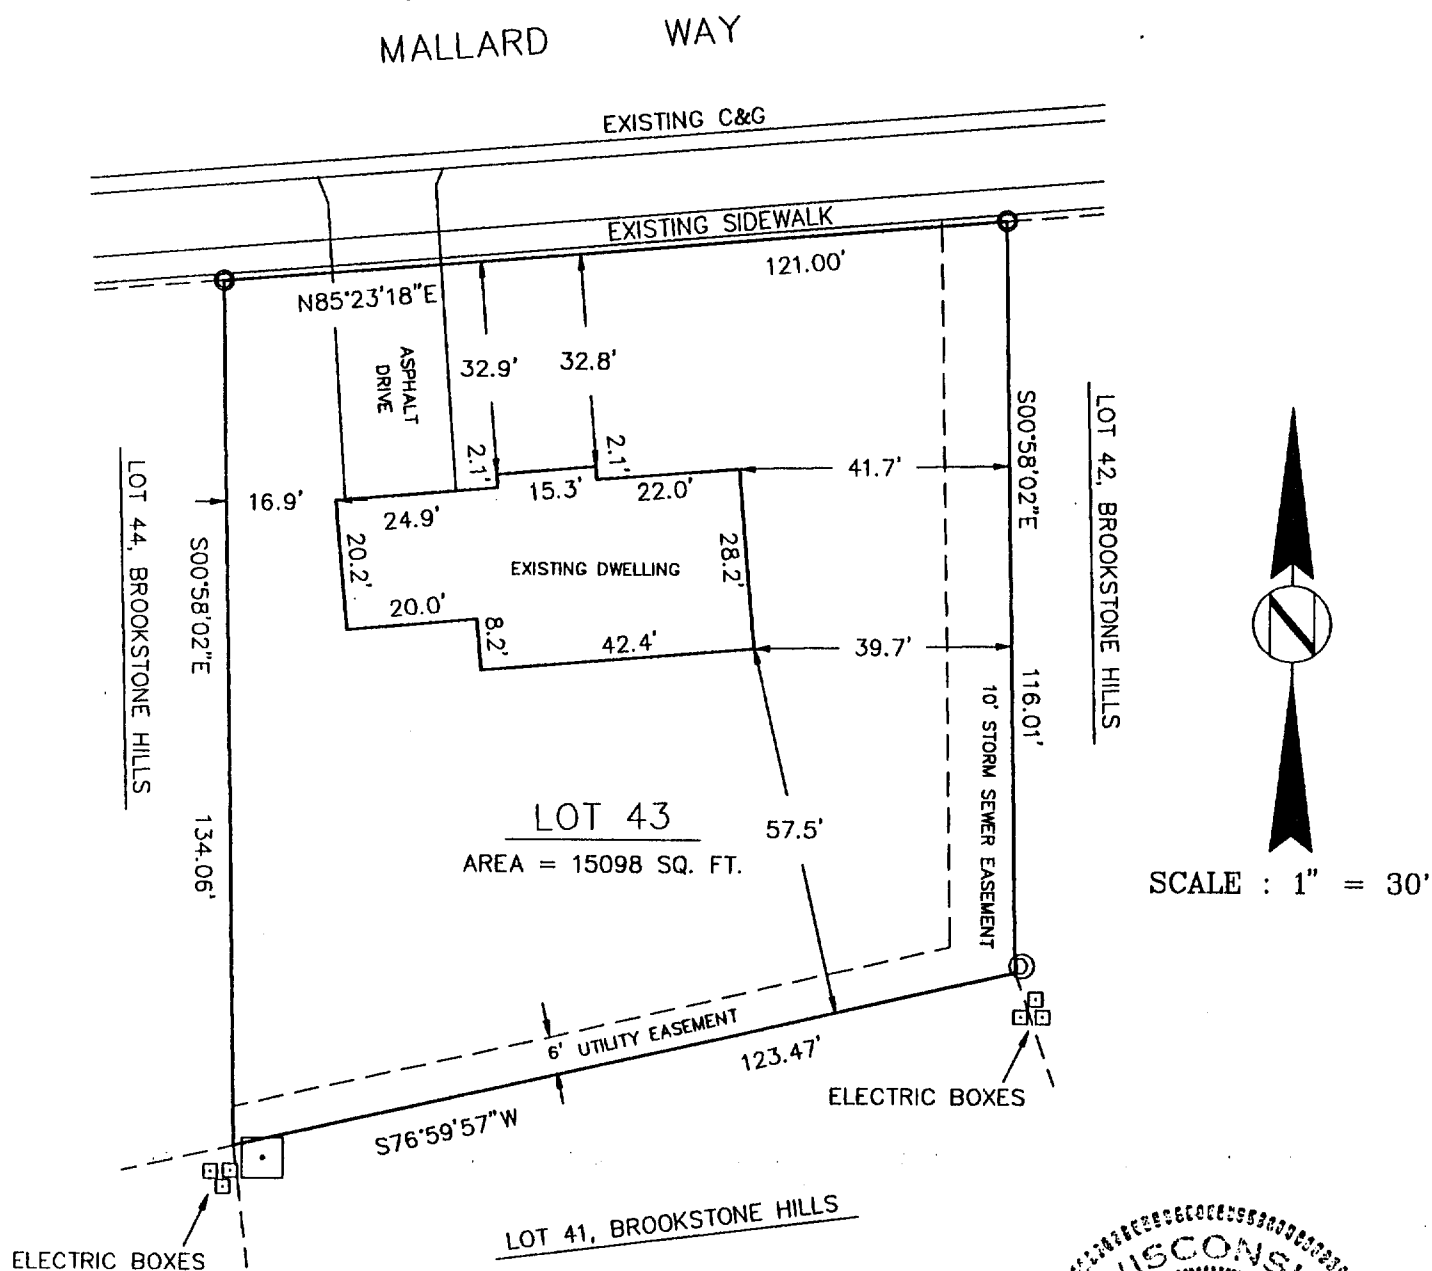 MALLARD WAY
EXISTING C&G
EXISTING SIDEWALK
121.00'
N85°23'18"E
ASPHALT
DRIVE
32.9'
32.8'
2.1'
2.1'
15.3'
22.0'
41.7'
16.9'
24.9'
20.2'
EXISTING DWELLING
28.2'
20.0'
8.2'
42.4'
39.7'
S00°58'02"E
LOT 42, BROOKSTONE HILLS
LOT 44, BROOKSTONE HILLS
S00°58'02"E
116.01'
10' STORM SEWER EASEMENT
134.06'
LOT 43
AREA = 15098 SQ. FT.
57.5'
N
SCALE : 1" = 30'
6' UTILITY EASEMENT
123.47'
S76°59'57"W
ELECTRIC BOXES
LOT 41, BROOKSTONE HILLS
ELECTRIC BOXES